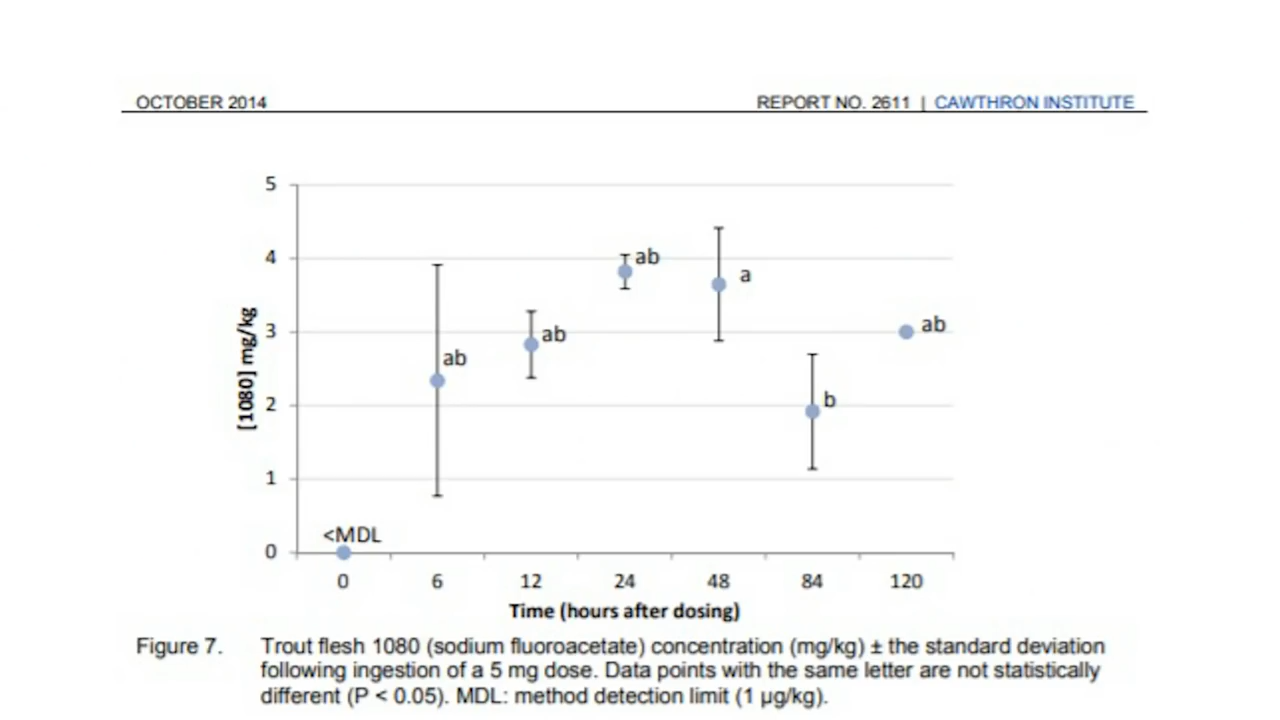 OCTOBER 2014
REPORT NO. 2611 | CAWTHRON INSTITUTE
5
4
3
2
1
0
[1080] mg/kg
<MDL
ab
ab
ab
a
b
ab
0 6 12 24 48 84 120
Time (hours after dosing)
Figure 7. Trout flesh 1080 (sodium fluoroacetate) concentration (mg/kg) ± the standard deviation
following ingestion of a 5 mg dose. Data points with the same letter are not statistically
different (P < 0.05). MDL: method detection limit (1 µg/kg).